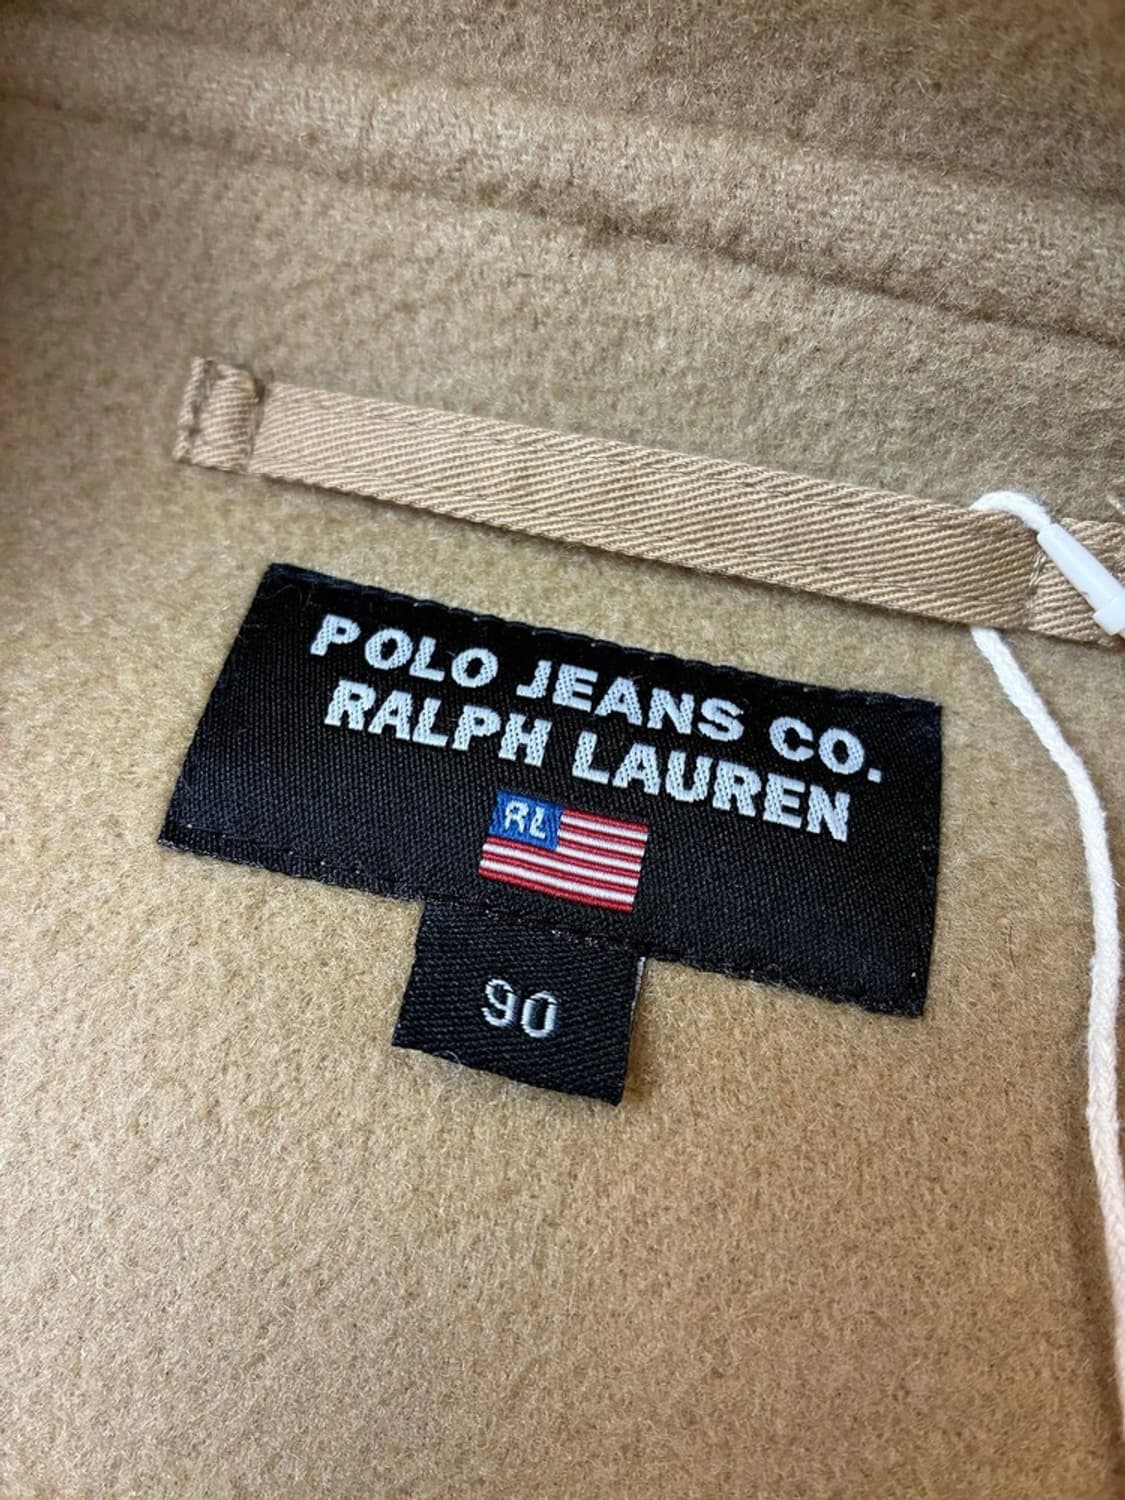 POLO JEANS CO.
RALPH LAUREN
RL
90